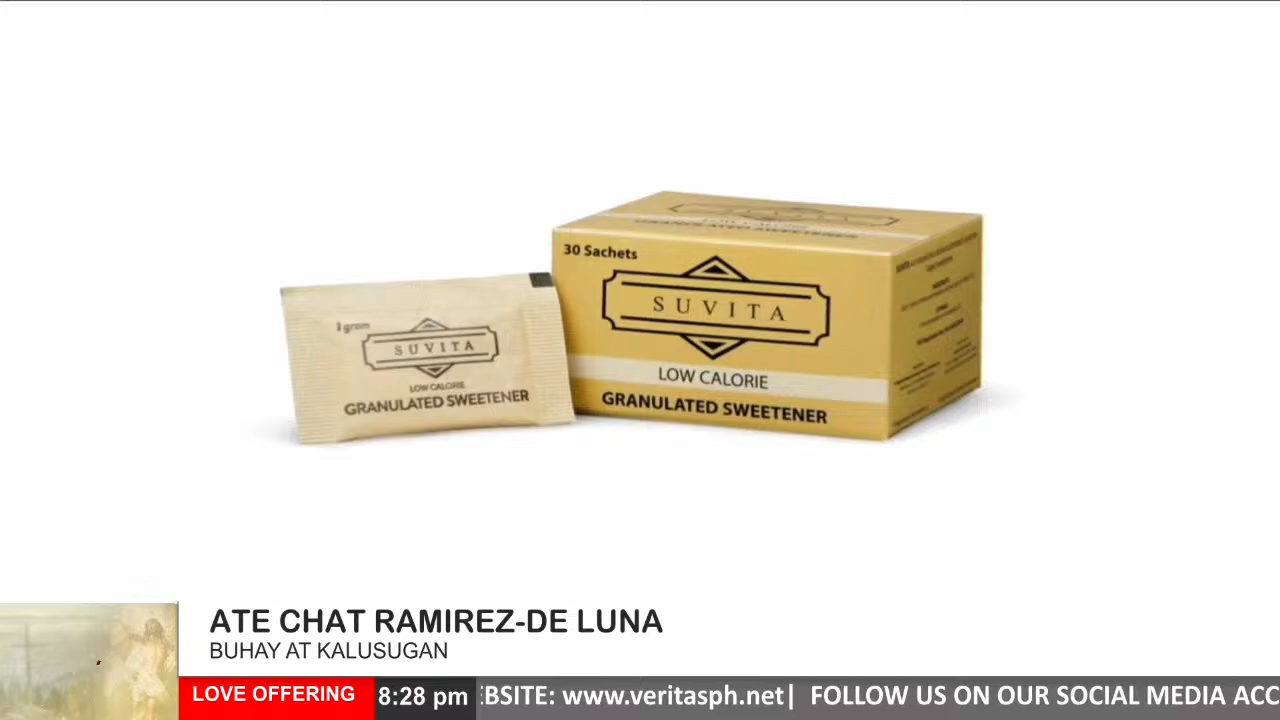 30 Sachets
SUVITA
LOW CALORIE
GRANULATED SWEETENER
1 gram
SUVITA
LOW CALORIE
GRANULATED SWEETENER
ATE CHAT RAMIREZ-DE LUNA
BUHAY AT KALUSUGAN
LOVE OFFERING
8:28 pm
EBSITE: www.veritasph.net| FOLLOW US ON OUR SOCIAL MEDIA ACC